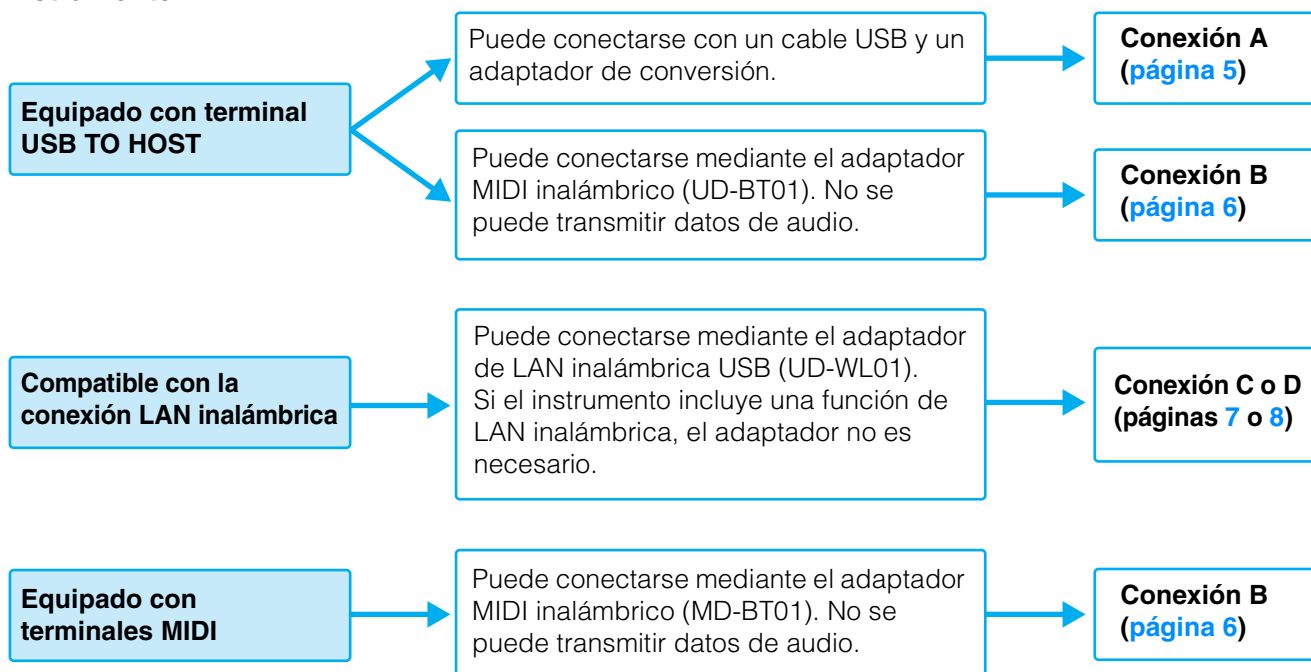 Puede conectarse con un cable USB y un
adaptador de conversión.
Conexión A
(página 5)
Equipado con terminal
USB TO HOST
Puede conectarse mediante el adaptador
MIDI inalámbrico (UD-BT01). No se
puede transmitir datos de audio.
Conexión B
(página 6)
Compatible con la
conexión LAN inalámbrica
Puede conectarse mediante el adaptador
de LAN inalámbrica USB (UD-WL01).
Si el instrumento incluye una función de
LAN inalámbrica, el adaptador no es
necesario.
Conexión C o D
(páginas 7 o 8)
Equipado con
terminales MIDI
Puede conectarse mediante el adaptador
MIDI inalámbrico (MD-BT01). No se
puede transmitir datos de audio.
Conexión B
(página 6)